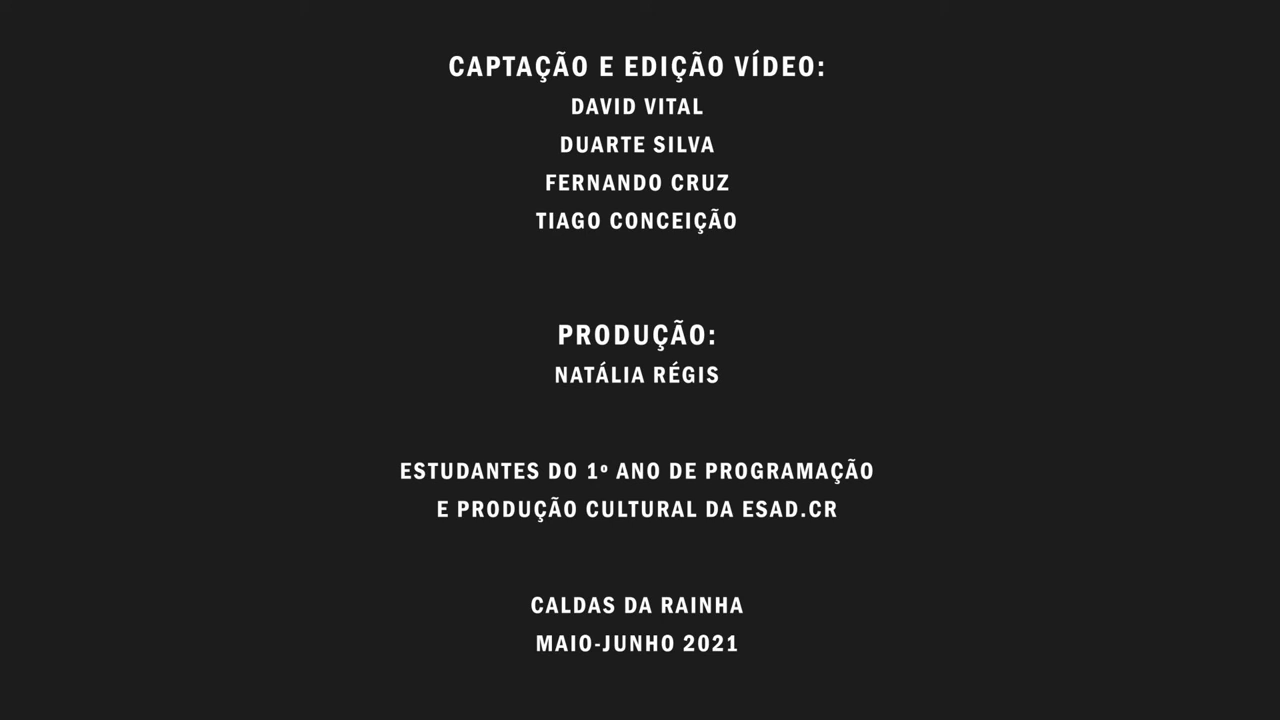 CAPTAÇÃO E EDIÇÃO VÍDEO:
DAVID VITAL
DUARTE SILVA
FERNANDO CRUZ
TIAGO CONCEIÇÃO
PRODUÇÃO:
NATÁLIA RÉGIS
ESTUDANTES DO 1º ANO DE PROGRAMAÇÃO
E PRODUÇÃO CULTURAL DA ESAD.CR
CALDAS DA RAINHA
MAIO-JUNHO 2021